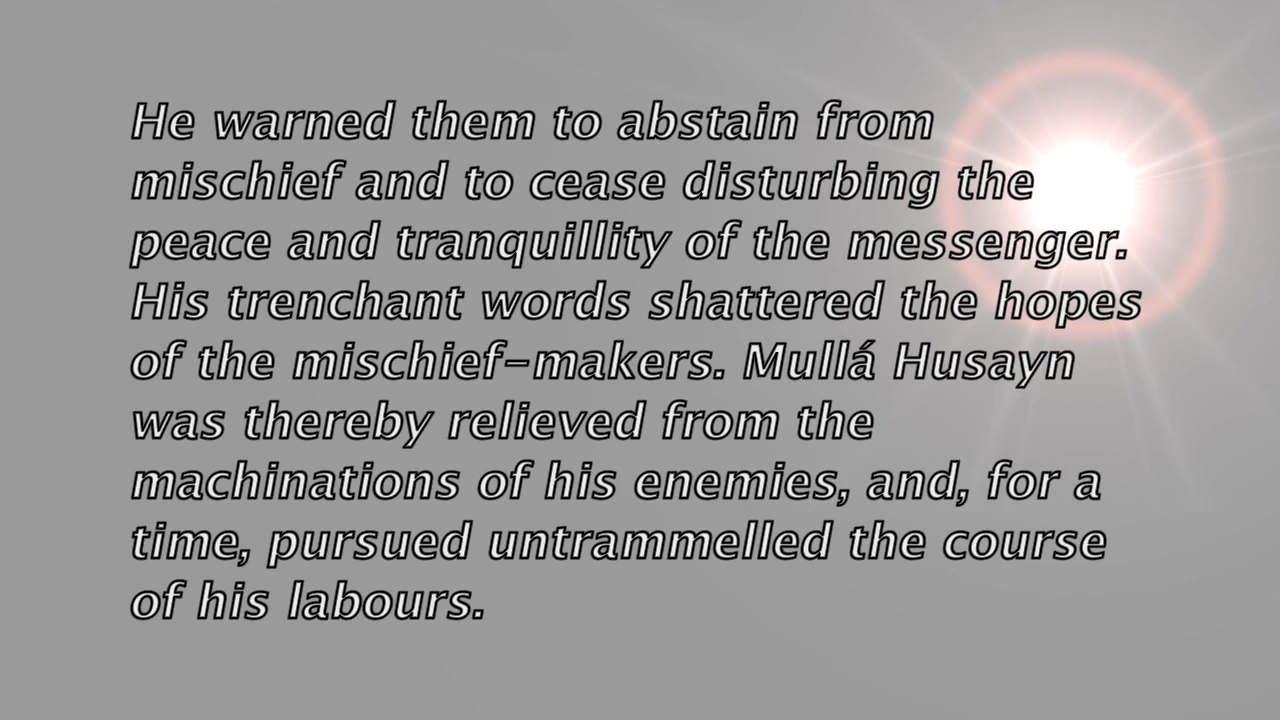 He warned them to abstain from
mischief and to cease disturbing the
peace and tranquillity of the messenger.
His trenchant words shattered the hopes
of the mischief-makers. Mullá Husayn
was thereby relieved from the
machinations of his enemies, and, for a
time, pursued untrammelled the course
of his labours.